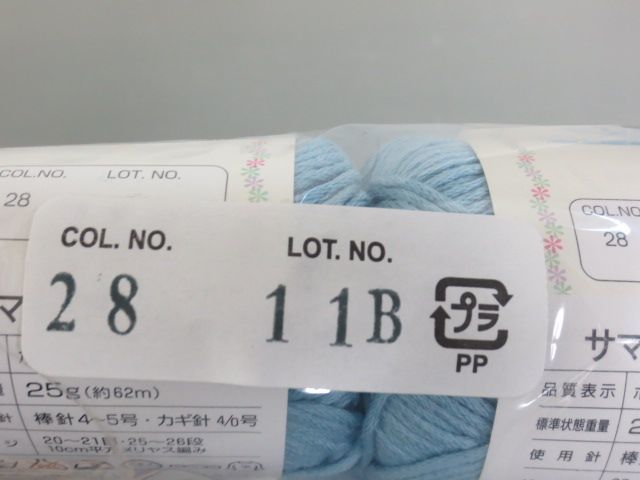 COL.NO. LOT. NO.
28
COL. NO. LOT. NO.
28 11B
プラ
PP
25g(約62m)
棒針4～5号・カギ針4/0号
20～21目・25～26段
10cm平方メリヤス編み
COL.NO.
28
サマ
品質表示
標準状態重量 2
使用針 棒